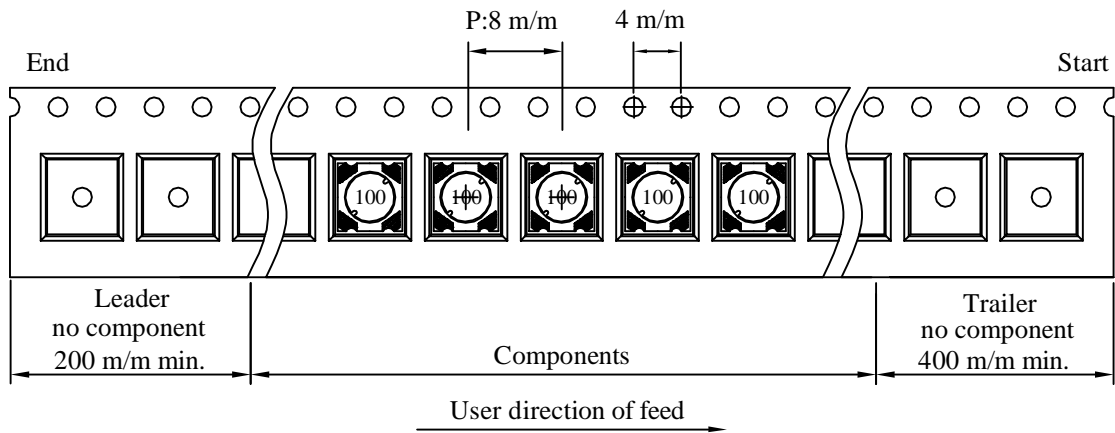 P:8 m/m
4 m/m
End
Start
100
100
100
100
100
Leader
no component
200 m/m min.
Components
Trailer
no component
400 m/m min.
User direction of feed